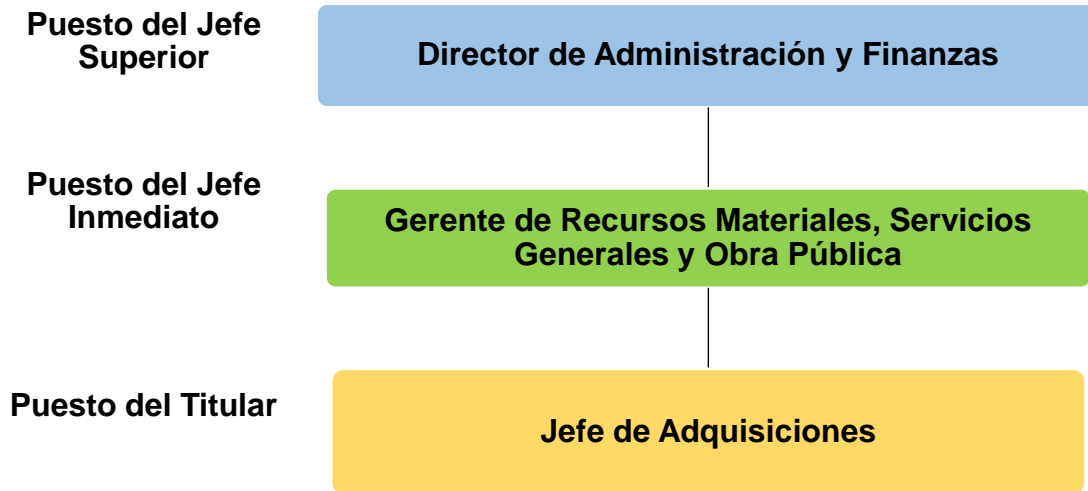 Puesto del Jefe
Superior
Director de Administración y Finanzas
Puesto del Jefe
Inmediato
Gerente de Recursos Materiales, Servicios
Generales y Obra Pública
Puesto del Titular
Jefe de Adquisiciones